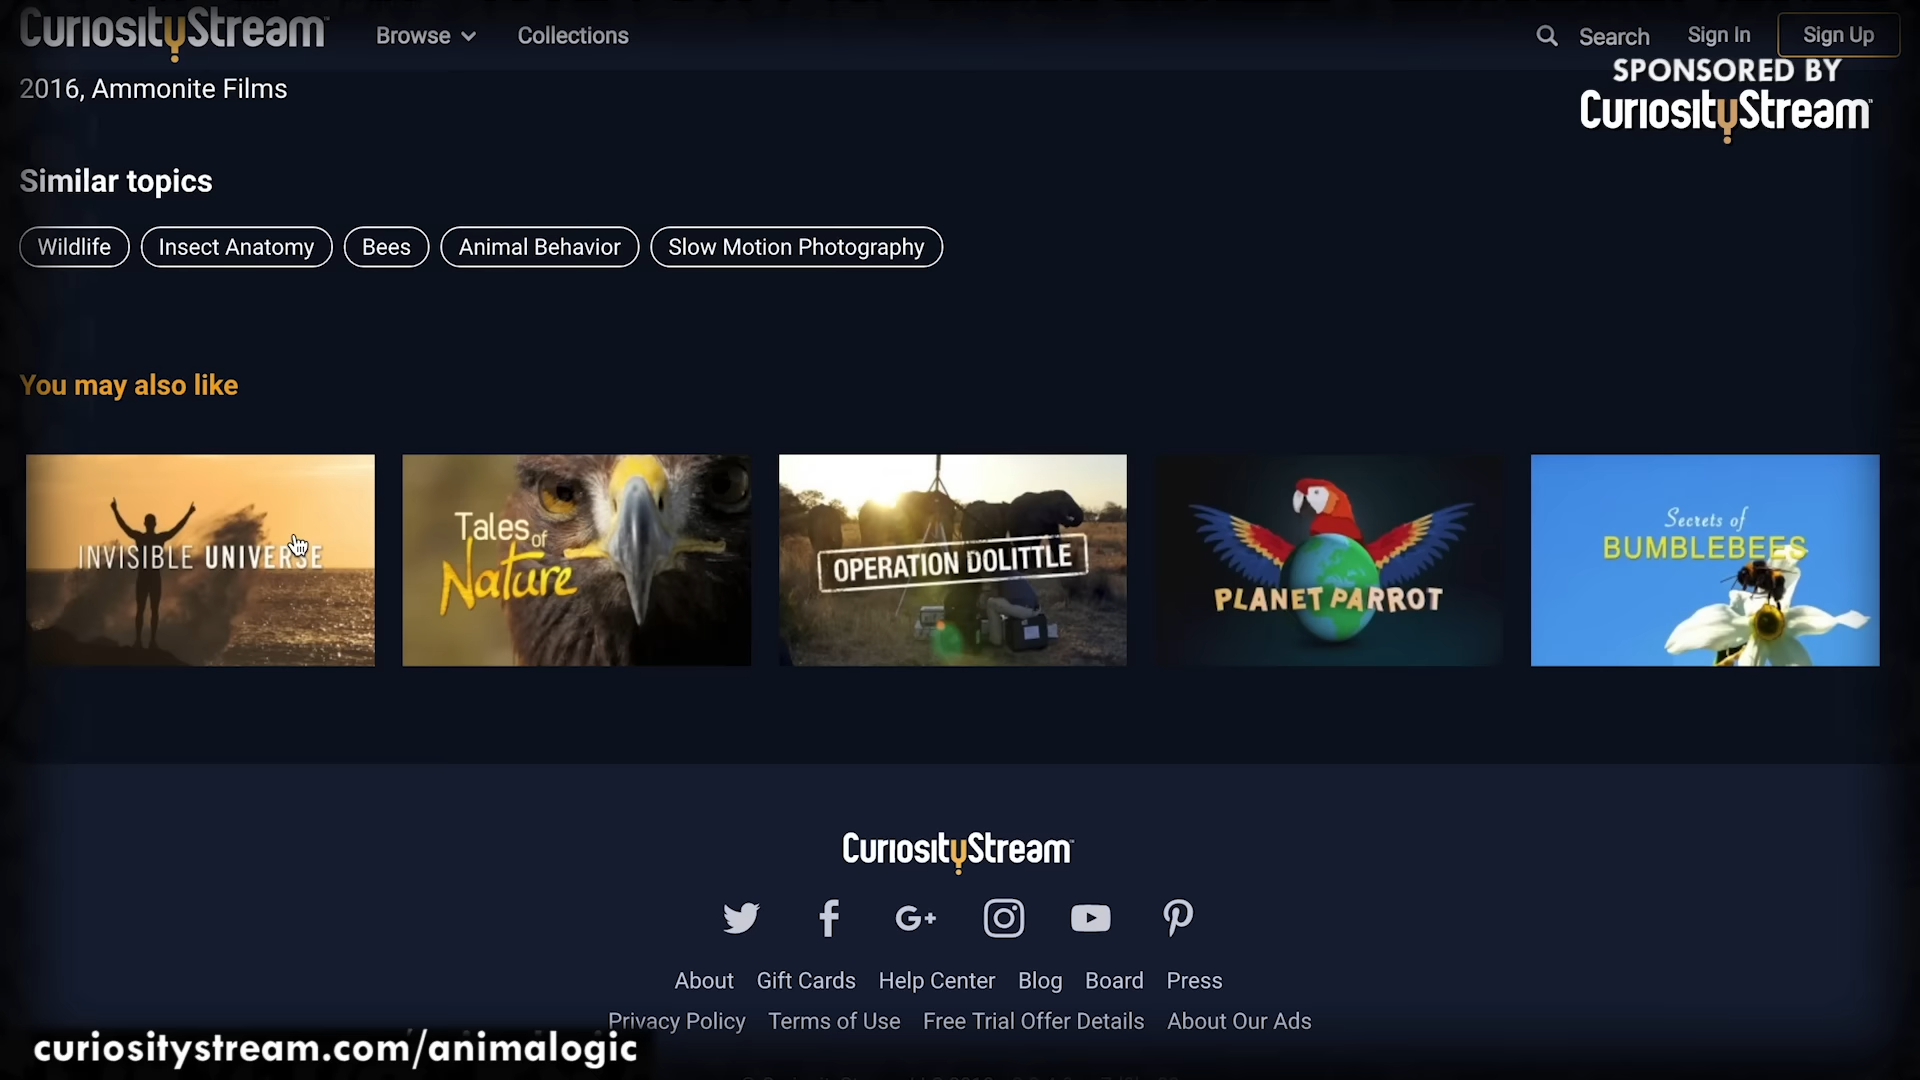 CuriosityStream
Browse
Collections
Search
Sign In
Sign Up
2016, Ammonite Films
SPONSORED BY
CuriosityStream
Similar topics
Wildlife
Insect Anatomy
Bees
Animal Behavior
Slow Motion Photography
You may also like
INVISIBLE UNIVERSE
Tales of
Nature
OPERATION DOLITTLE
PLANET PARROT
Secrets of
BUMBLEBEES
CuriosityStream
G+
About Gift Cards Help Center Blog Board Press
Privacy Policy Terms of Use Free Trial Offer Details About Our Ads
curiositystream.com/animalogic